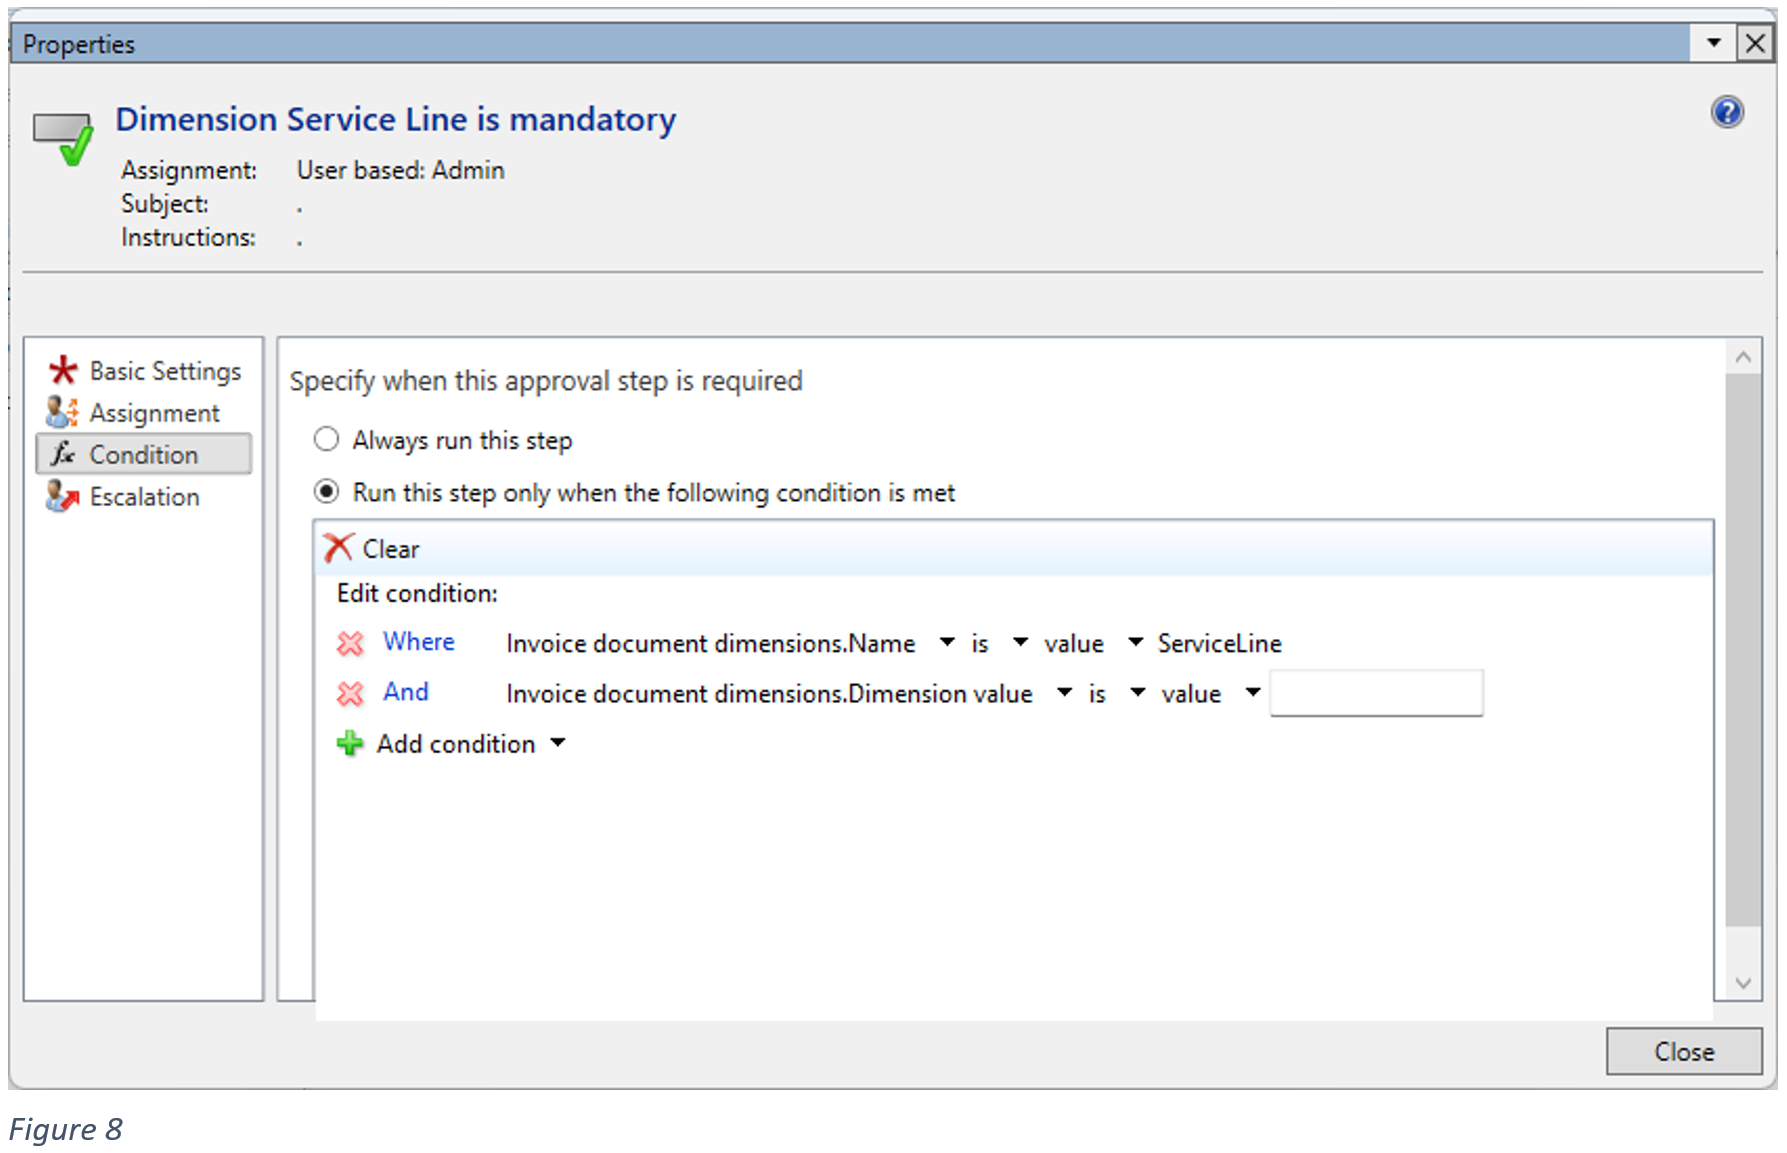 Properties
Dimension Service Line is mandatory
Assignment: User based: Admin
Subject: .
Instructions: .
Basic Settings
Assignment
Condition
Escalation
Specify when this approval step is required
Always run this step
Run this step only when the following condition is met
Clear
Edit condition:
Where Invoice document dimensions.Name is value ServiceLine
And Invoice document dimensions.Dimension value is value
Add condition
Close
Figure 8